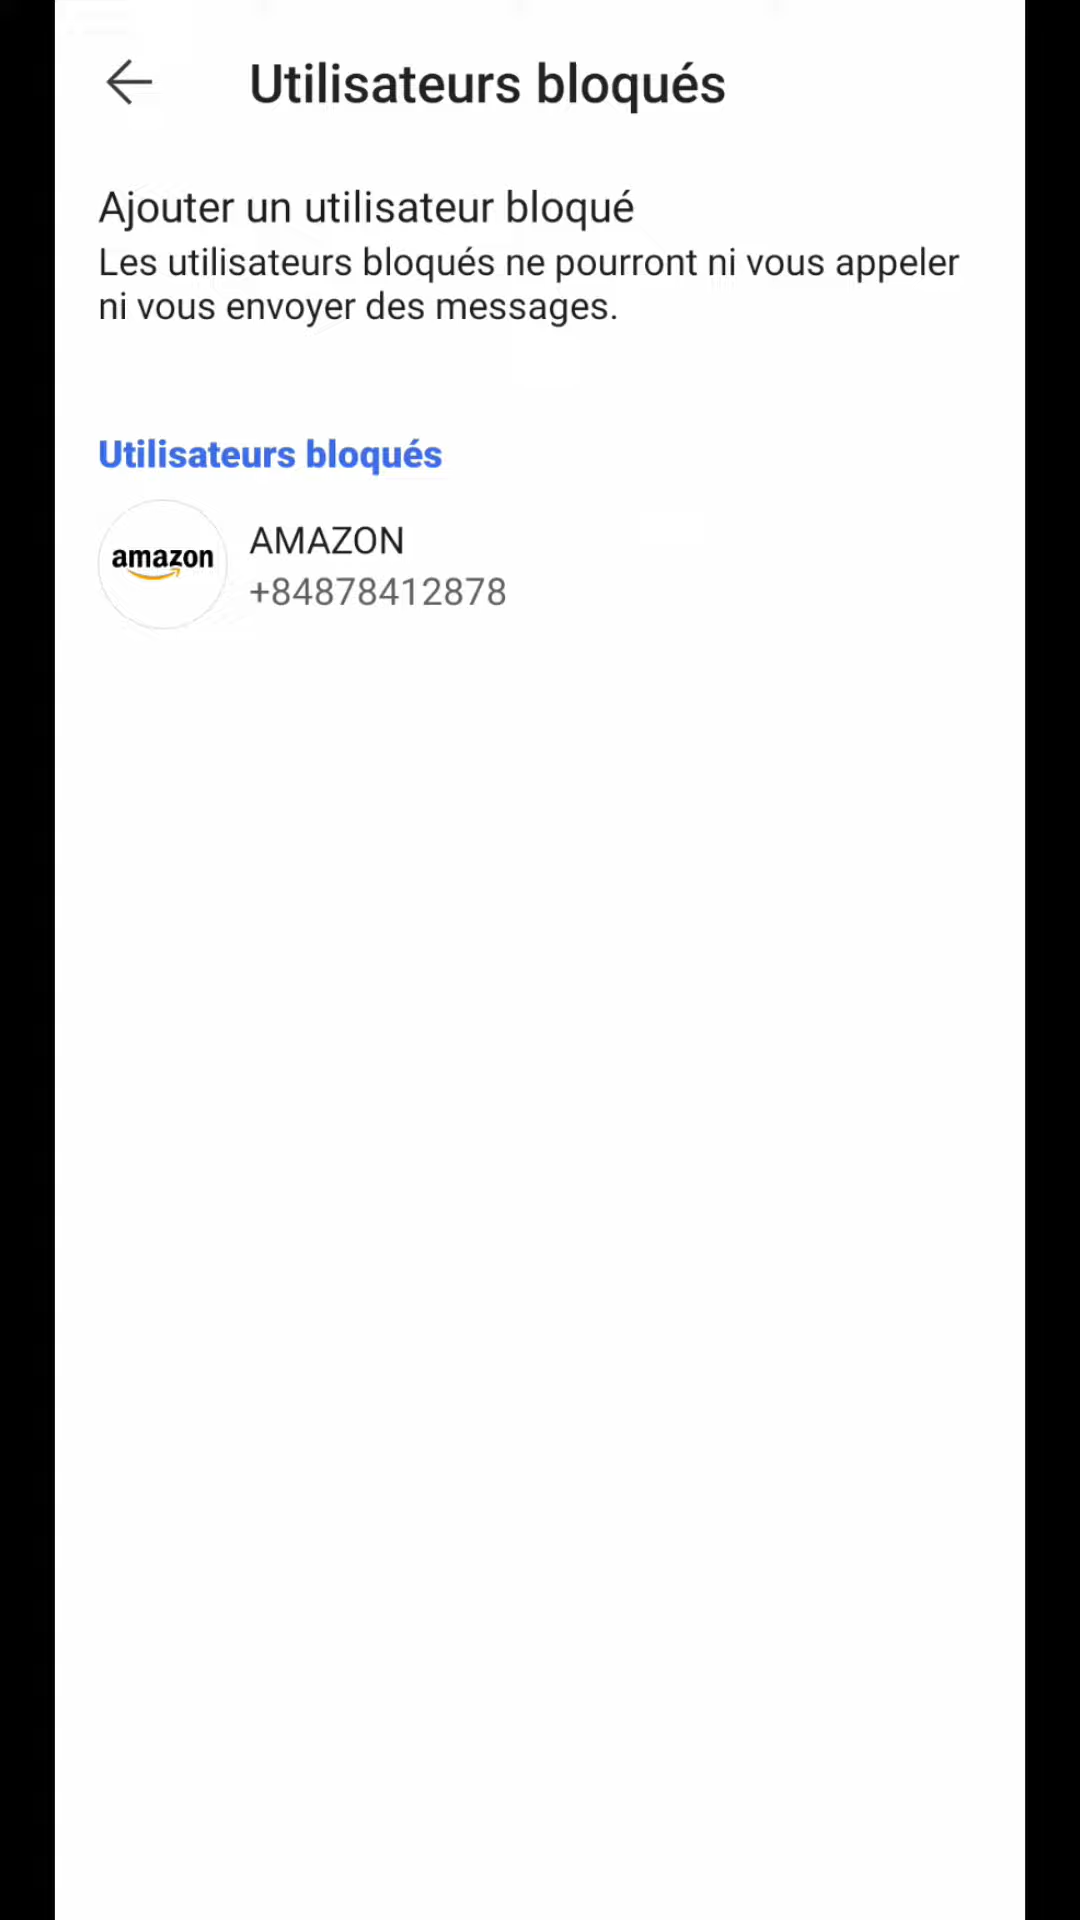 Utilisateurs bloqués
Ajouter un utilisateur bloqué
Les utilisateurs bloqués ne pourront ni vous appeler
ni vous envoyer des messages.
Utilisateurs bloqués
amazon
AMAZON
+84878412878